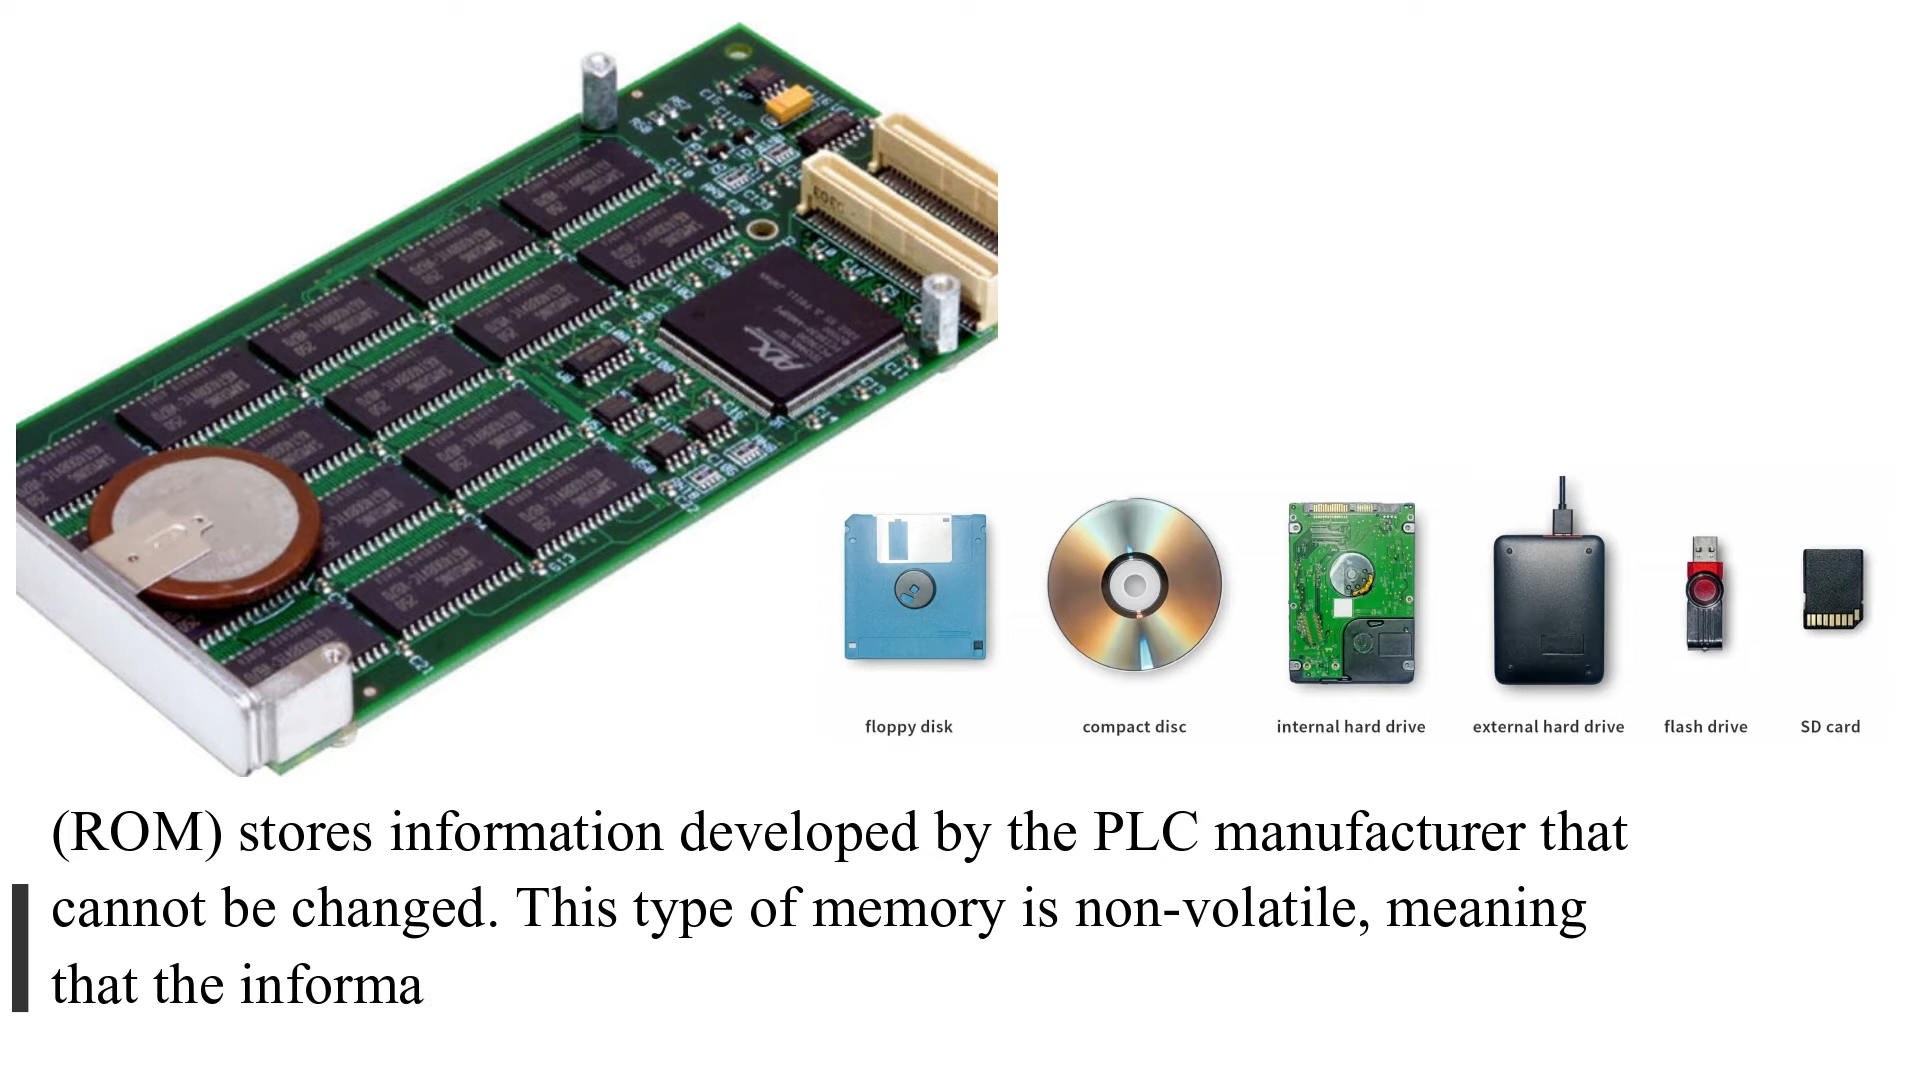 floppy disk
compact disc
internal hard drive
external hard drive
flash drive
SD card
(ROM) stores information developed by the PLC manufacturer that
cannot be changed. This type of memory is non-volatile, meaning
that the informa